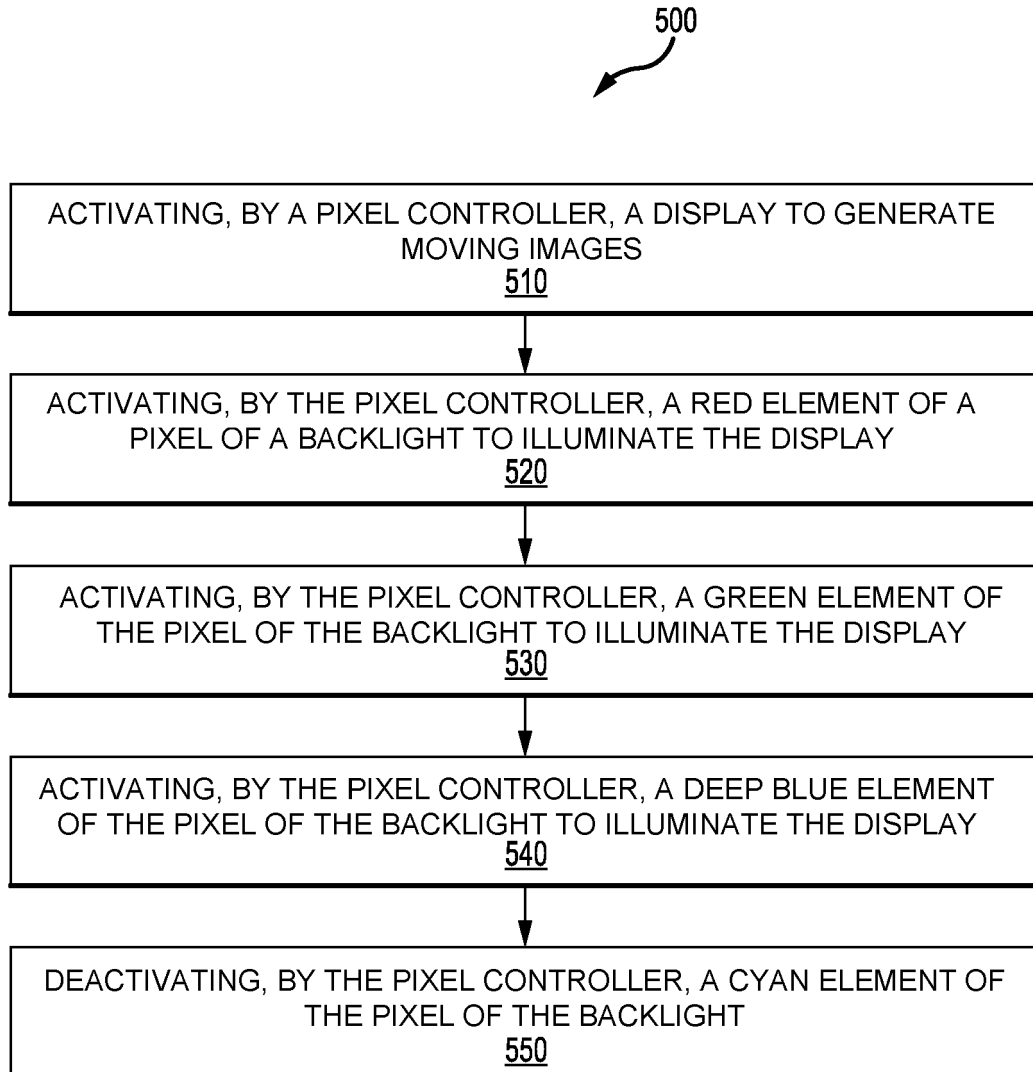 500
ACTIVATING, BY A PIXEL CONTROLLER, A DISPLAY TO GENERATE
MOVING IMAGES
510
ACTIVATING, BY THE PIXEL CONTROLLER, A RED ELEMENT OF A
PIXEL OF A BACKLIGHT TO ILLUMINATE THE DISPLAY
520
ACTIVATING, BY THE PIXEL CONTROLLER, A GREEN ELEMENT OF
THE PIXEL OF THE BACKLIGHT TO ILLUMINATE THE DISPLAY
530
ACTIVATING, BY THE PIXEL CONTROLLER, A DEEP BLUE ELEMENT
OF THE PIXEL OF THE BACKLIGHT TO ILLUMINATE THE DISPLAY
540
DEACTIVATING, BY THE PIXEL CONTROLLER, A CYAN ELEMENT OF
THE PIXEL OF THE BACKLIGHT
550